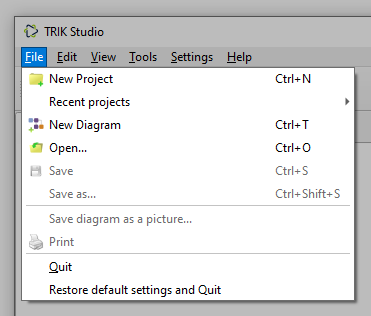 TRIK Studio
File Edit View Tools Settings Help
New Project Ctrl+N
Recent projects
New Diagram Ctrl+T
Open... Ctrl+O
Save Ctrl+S
Save as... Ctrl+Shift+S
Save diagram as a picture...
Print
Quit
Restore default settings and Quit